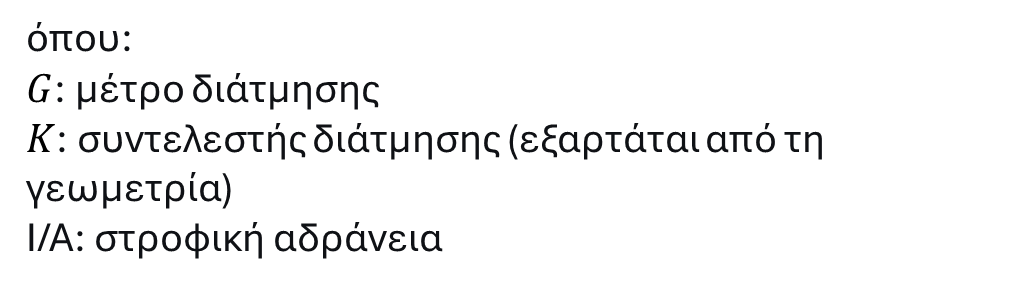 όπου:
G: μέτρο διάτμησης
K: συντελεστής διάτμησης (εξαρτάται από τη
γεωμετρία)
I/A: στροφική αδράνεια